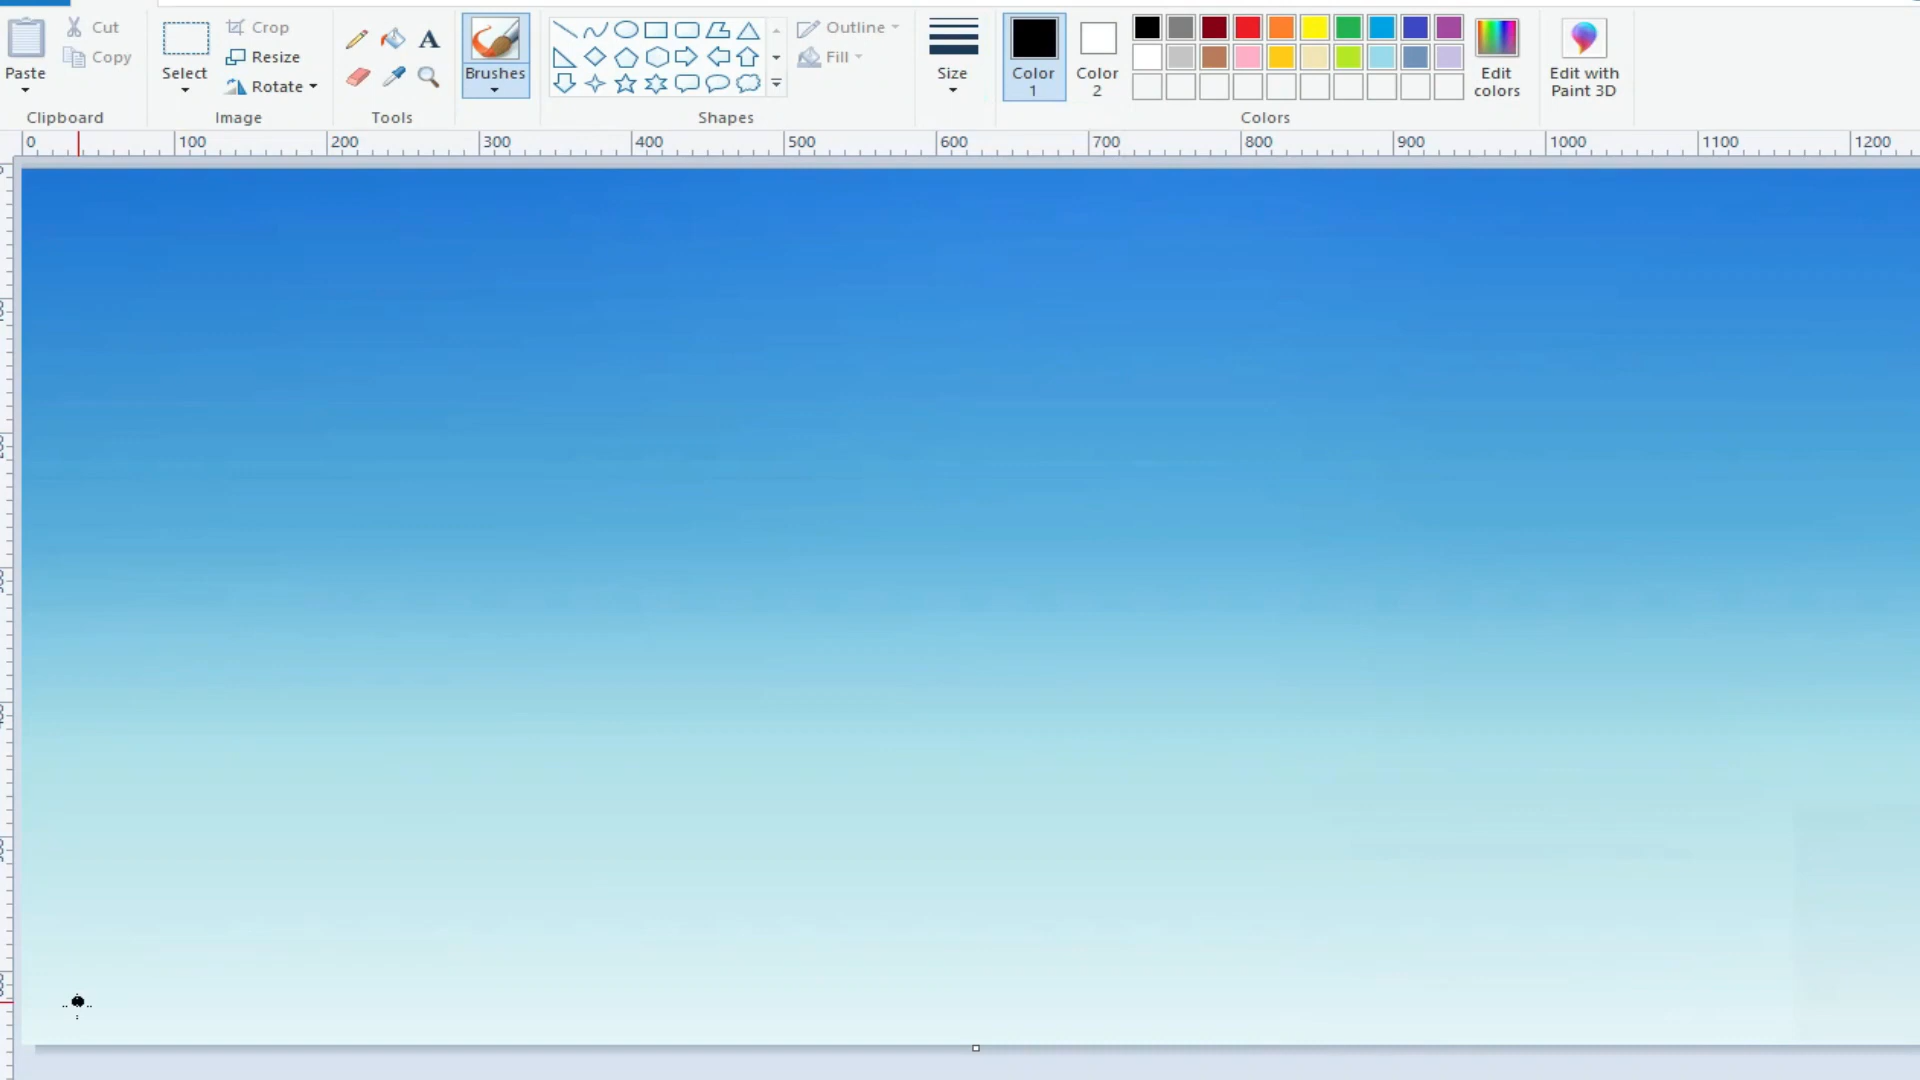 Paste
Cut
Copy
Clipboard
Select
Crop
Resize
Rotate
Image
A
Tools
Brushes
Outline
Fill
Shapes
Size
Color
1
Color
2
Edit
colors
Colors
Edit with
Paint 3D
0 100 200 300 400 500 600 700 800 900 1000 1100 1200